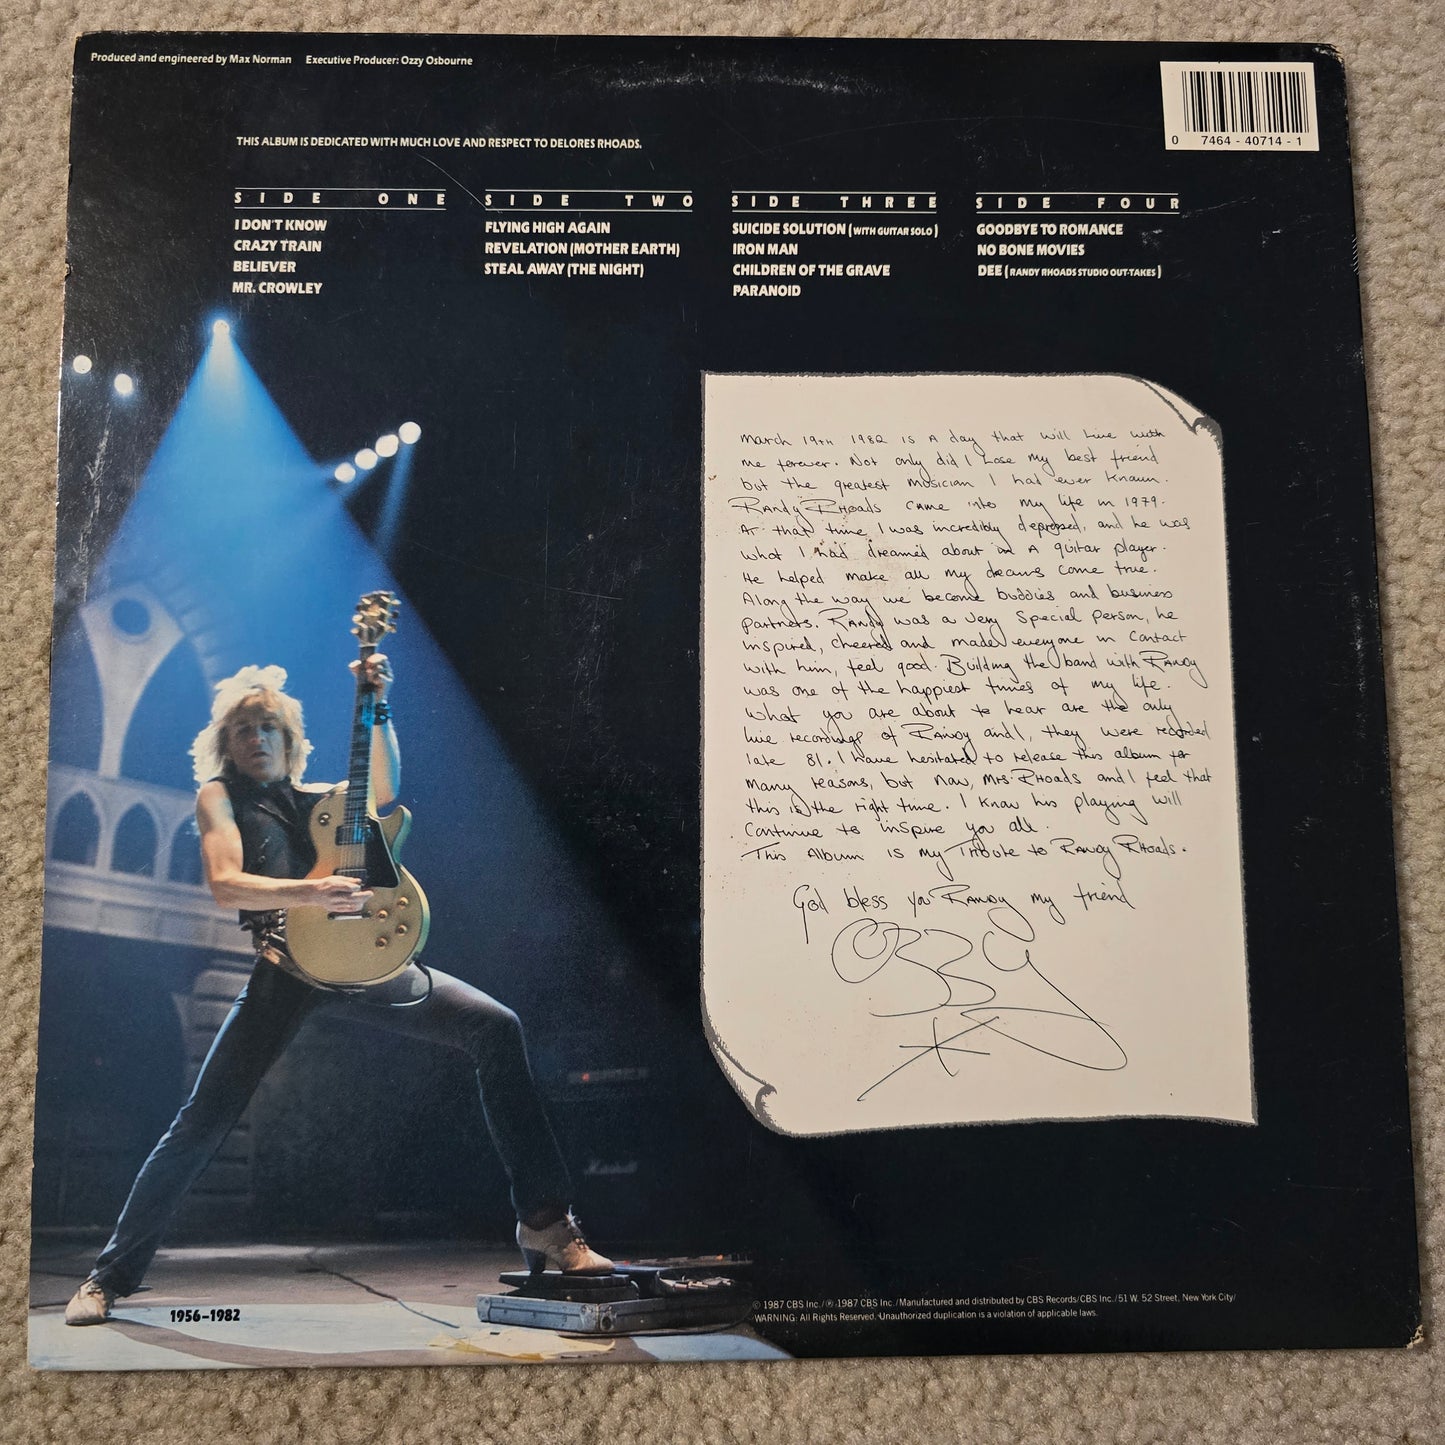 Produced and engineered by Max Norman Executive Producer: Ozzy Osbourne
0 7464 - 40714 - 1
THIS ALBUM IS DEDICATED WITH MUCH LOVE AND RESPECT TO DELORES RHOADS.
SIDE ONE
I DON'T KNOW
CRAZY TRAIN
BELIEVER
MR. CROWLEY
SIDE TWO
FLYING HIGH AGAIN
REVELATION (MOTHER EARTH)
STEAL AWAY (THE NIGHT)
SIDE THREE
SUICIDE SOLUTION (WITH GUITAR SOLO)
IRON MAN
CHILDREN OF THE GRAVE
PARANOID
SIDE FOUR
GOODBYE TO ROMANCE
NO BONE MOVIES
DEE (RANDY RHOADS STUDIO OUT-TAKES)
March 19TH 1982 is A day that will Live with
me forever. Not only did I Lose my best friend
but the greatest musician I had ever known.
Randy Rhoads came into my life in 1979.
At that time I was incredibly depressed, and he was
what I had dreamed about in A guitar player.
He helped make all my dreams come true.
Along the way we become buddies and business
partners. Randy was a very Special Person, he
inspired, cheered and made everyone in contact
with him, feel good. Building the band with Randy
was one of the happiest times of my life.
What you are about to hear are the only
live recordings of Randy and I, they were recorded
late 81. I have hesitated to release this album for
many reasons, but now, Mrs. Rhoads and I feel that
this is the right time. I know his playing will
continue to inspire you all.
This Album is my Tribute to Randy Rhoads.
God bless you Randy my friend
Ozzy
Marshall
1956-1982
© 1987 CBS Inc./℗ 1987 CBS Inc./Manufactured and distributed by CBS Records/CBS Inc./51 W. 52 Street, New York City/
WARNING: All Rights Reserved. Unauthorized duplication is a violation of applicable laws.